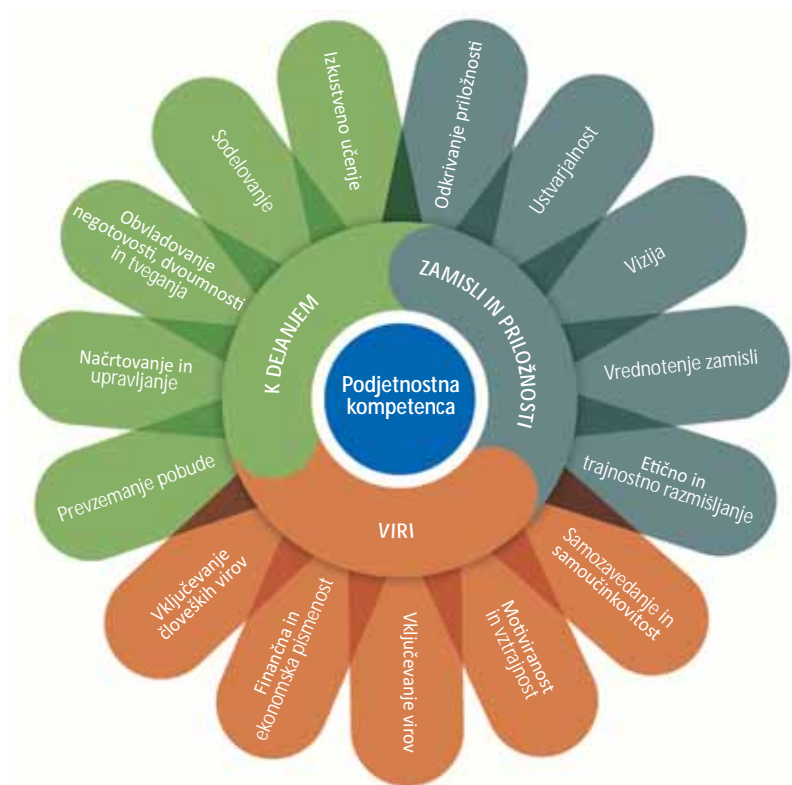 Podjetnostna
kompetenca
ZAMISLI IN PRILOŽNOSTI
Odkrivanje priložnosti
Ustvarjalnost
Vizija
Vrednotenje zamisli
Etično in
trajnostno razmišljanje
VIRI
Samozavedanje in
samoučinkovitost
Motiviranost
in vztrajnost
Vključevanje virov
Finančna in
ekonomska pismenost
Vključevanje
človeških virov
K DEJANJEM
Prevzemanje pobude
Načrtovanje in
upravljanje
Obvladovanje
negotovosti, dvoumnosti
in tveganja
Sodelovanje
Izkustveno učenje